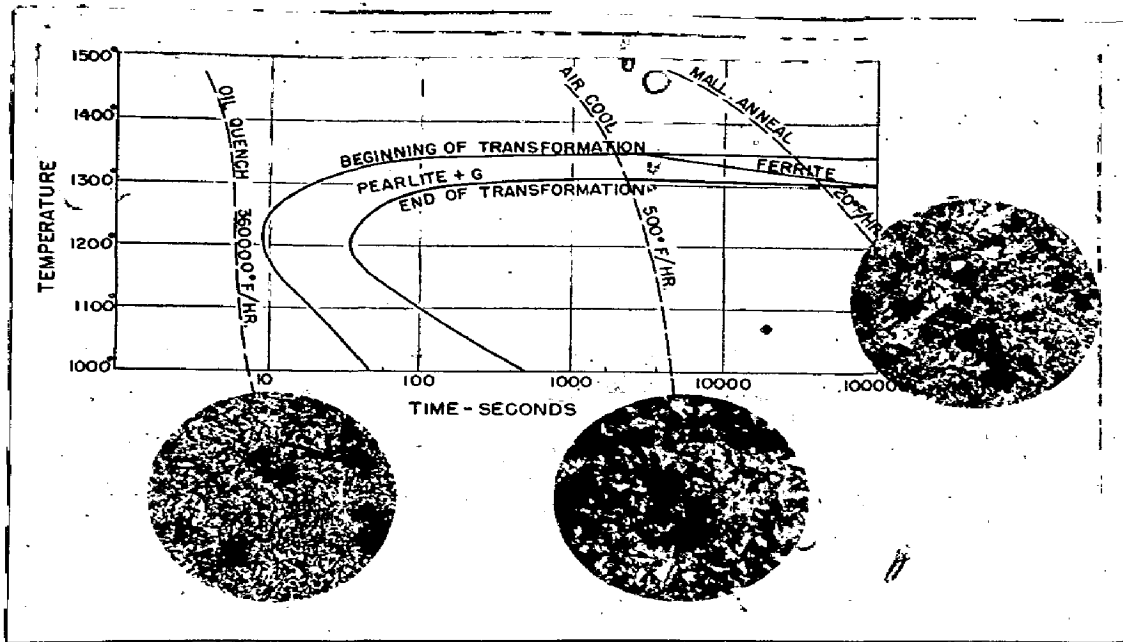 1500°
1400°
1300°
1200°
1100°
1000°
TEMPERATURE
OIL QUENCH 36000.0°F/HR.
AIR COOL 500°F/HR
MALL. ANNEAL 20°F/HR
BEGINNING OF TRANSFORMATION
FERRITE
PEARLITE + G
END OF TRANSFORMATION
10 100 1000 10000 100000
TIME - SECONDS